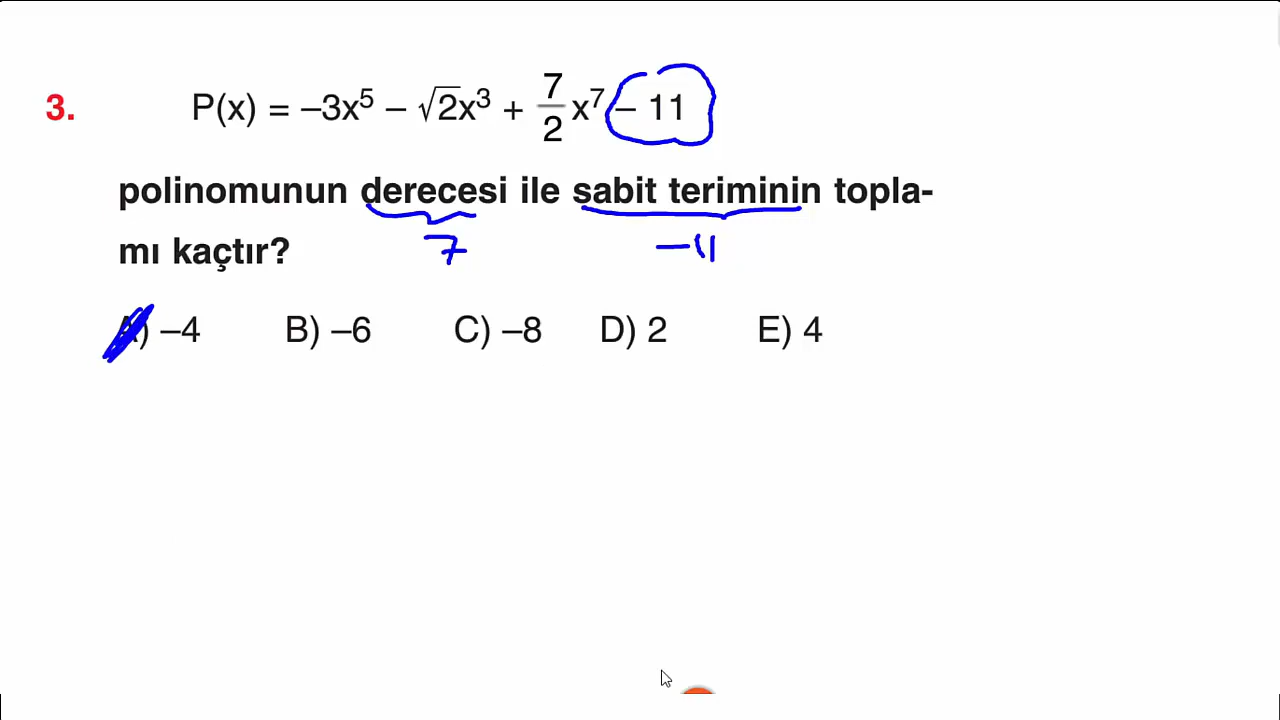 3. P(x) = –3x⁵ – √2x³ + 7/2 x⁷ – 11
polinomunun derecesi ile sabit teriminin topla-
mı kaçtır?
7 –11
A) –4 B) –6 C) –8 D) 2 E) 4